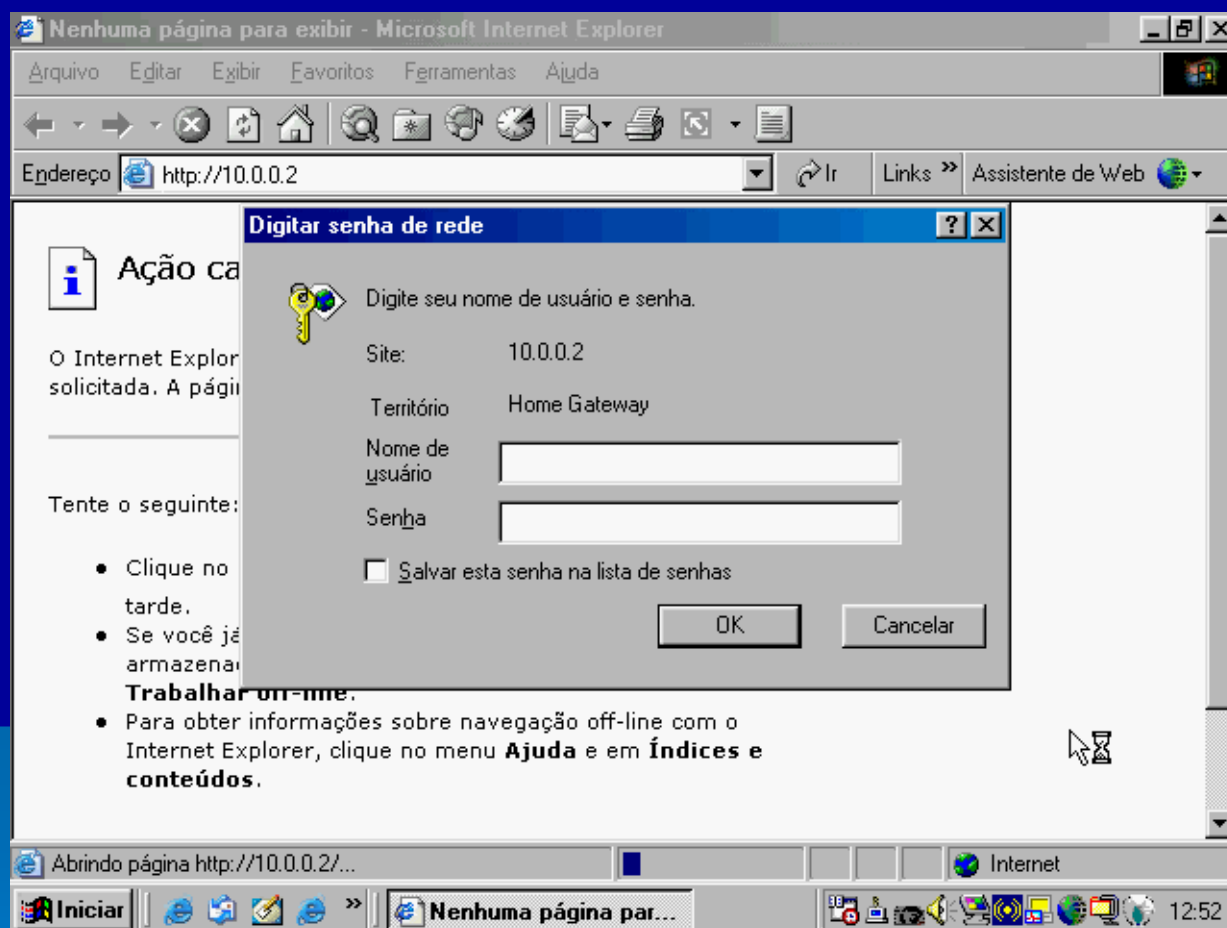 Nenhuma página para exibir - Microsoft Internet Explorer
Arquivo Editar Exibir Favoritos Ferramentas Ajuda
Endereço http://10.0.0.2 Ir Links » Assistente de Web
Digitar senha de rede
Ação ca
Digite seu nome de usuário e senha.
Site: 10.0.0.2
O Internet Explor
solicitada. A pági
Território Home Gateway
Nome de
usuário
Tente o seguinte:
Senha
Clique no
Salvar esta senha na lista de senhas
tarde.
OK Cancelar
Se você já
armazena
Trabalhar off-line.
Para obter informações sobre navegação off-line com o
Internet Explorer, clique no menu Ajuda e em Índices e
conteúdos.
Abrindo página http://10.0.0.2/... Internet
Iniciar » Nenhuma página par... 12:52